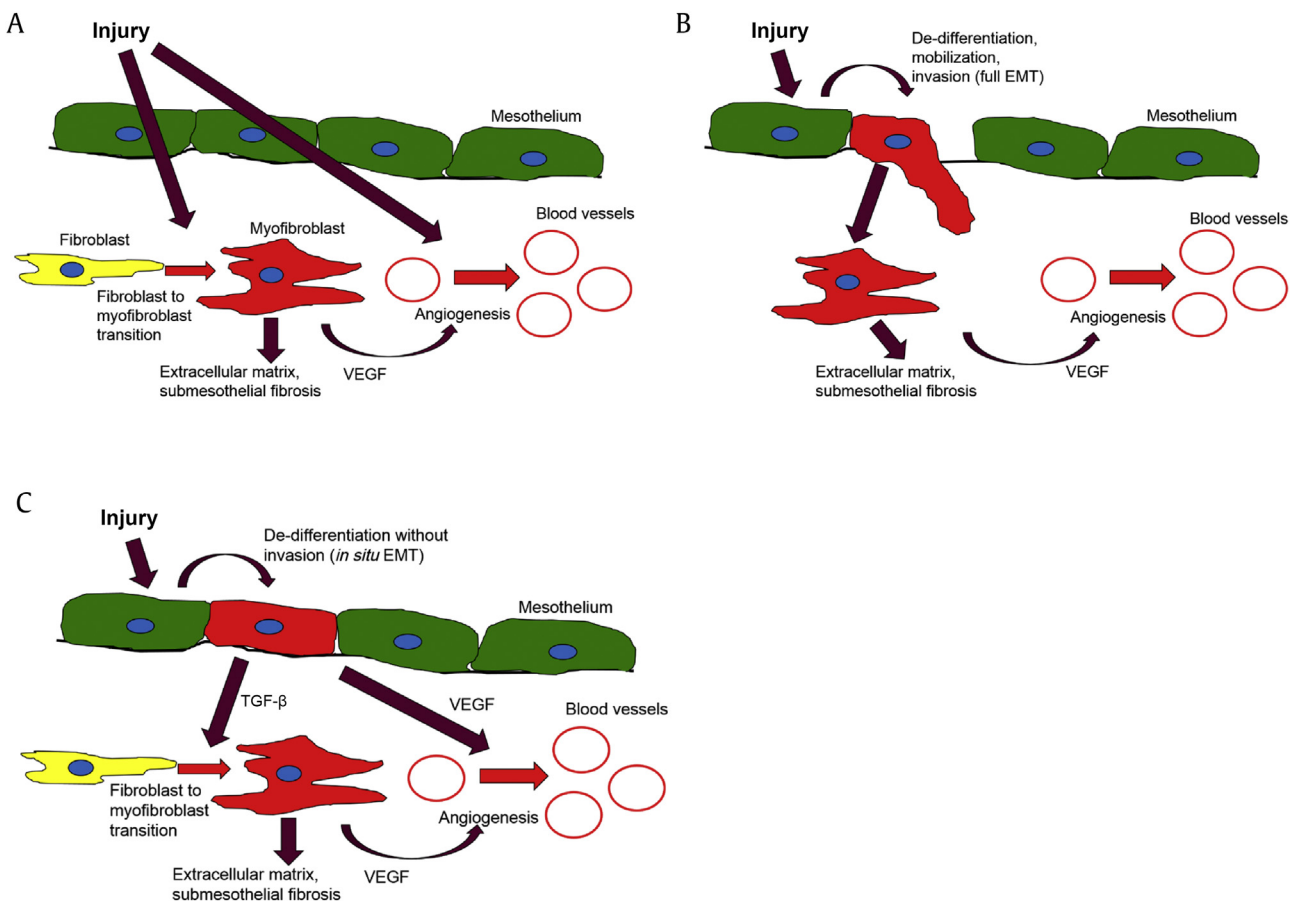 A
Injury
Mesothelium
Blood vessels
Fibroblast
Myofibroblast
Fibroblast to
myofibroblast
transition
Angiogenesis
Extracellular matrix,
submesothelial fibrosis
VEGF
B
Injury
De-differentiation,
mobilization,
invasion (full EMT)
Mesothelium
Blood vessels
Angiogenesis
Extracellular matrix,
submesothelial fibrosis
VEGF
C
Injury
De-differentiation without
invasion (in situ EMT)
Mesothelium
TGF-β
VEGF
Blood vessels
Fibroblast to
myofibroblast
transition
Angiogenesis
Extracellular matrix,
submesothelial fibrosis
VEGF